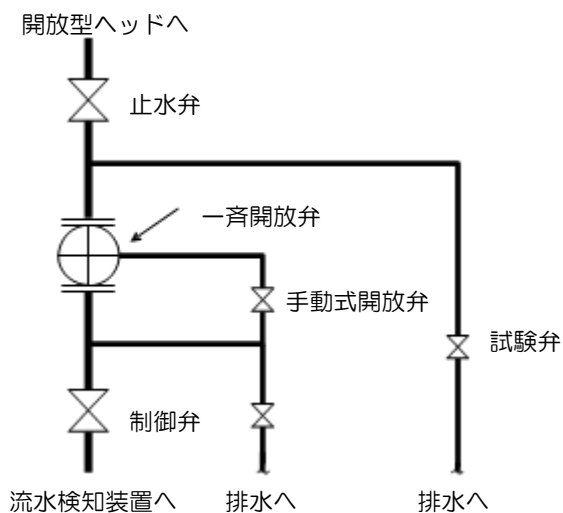 開放型ヘッドへ
止水弁
一斉開放弁
手動式開放弁
試験弁
制御弁
流水検知装置へ
排水へ
排水へ